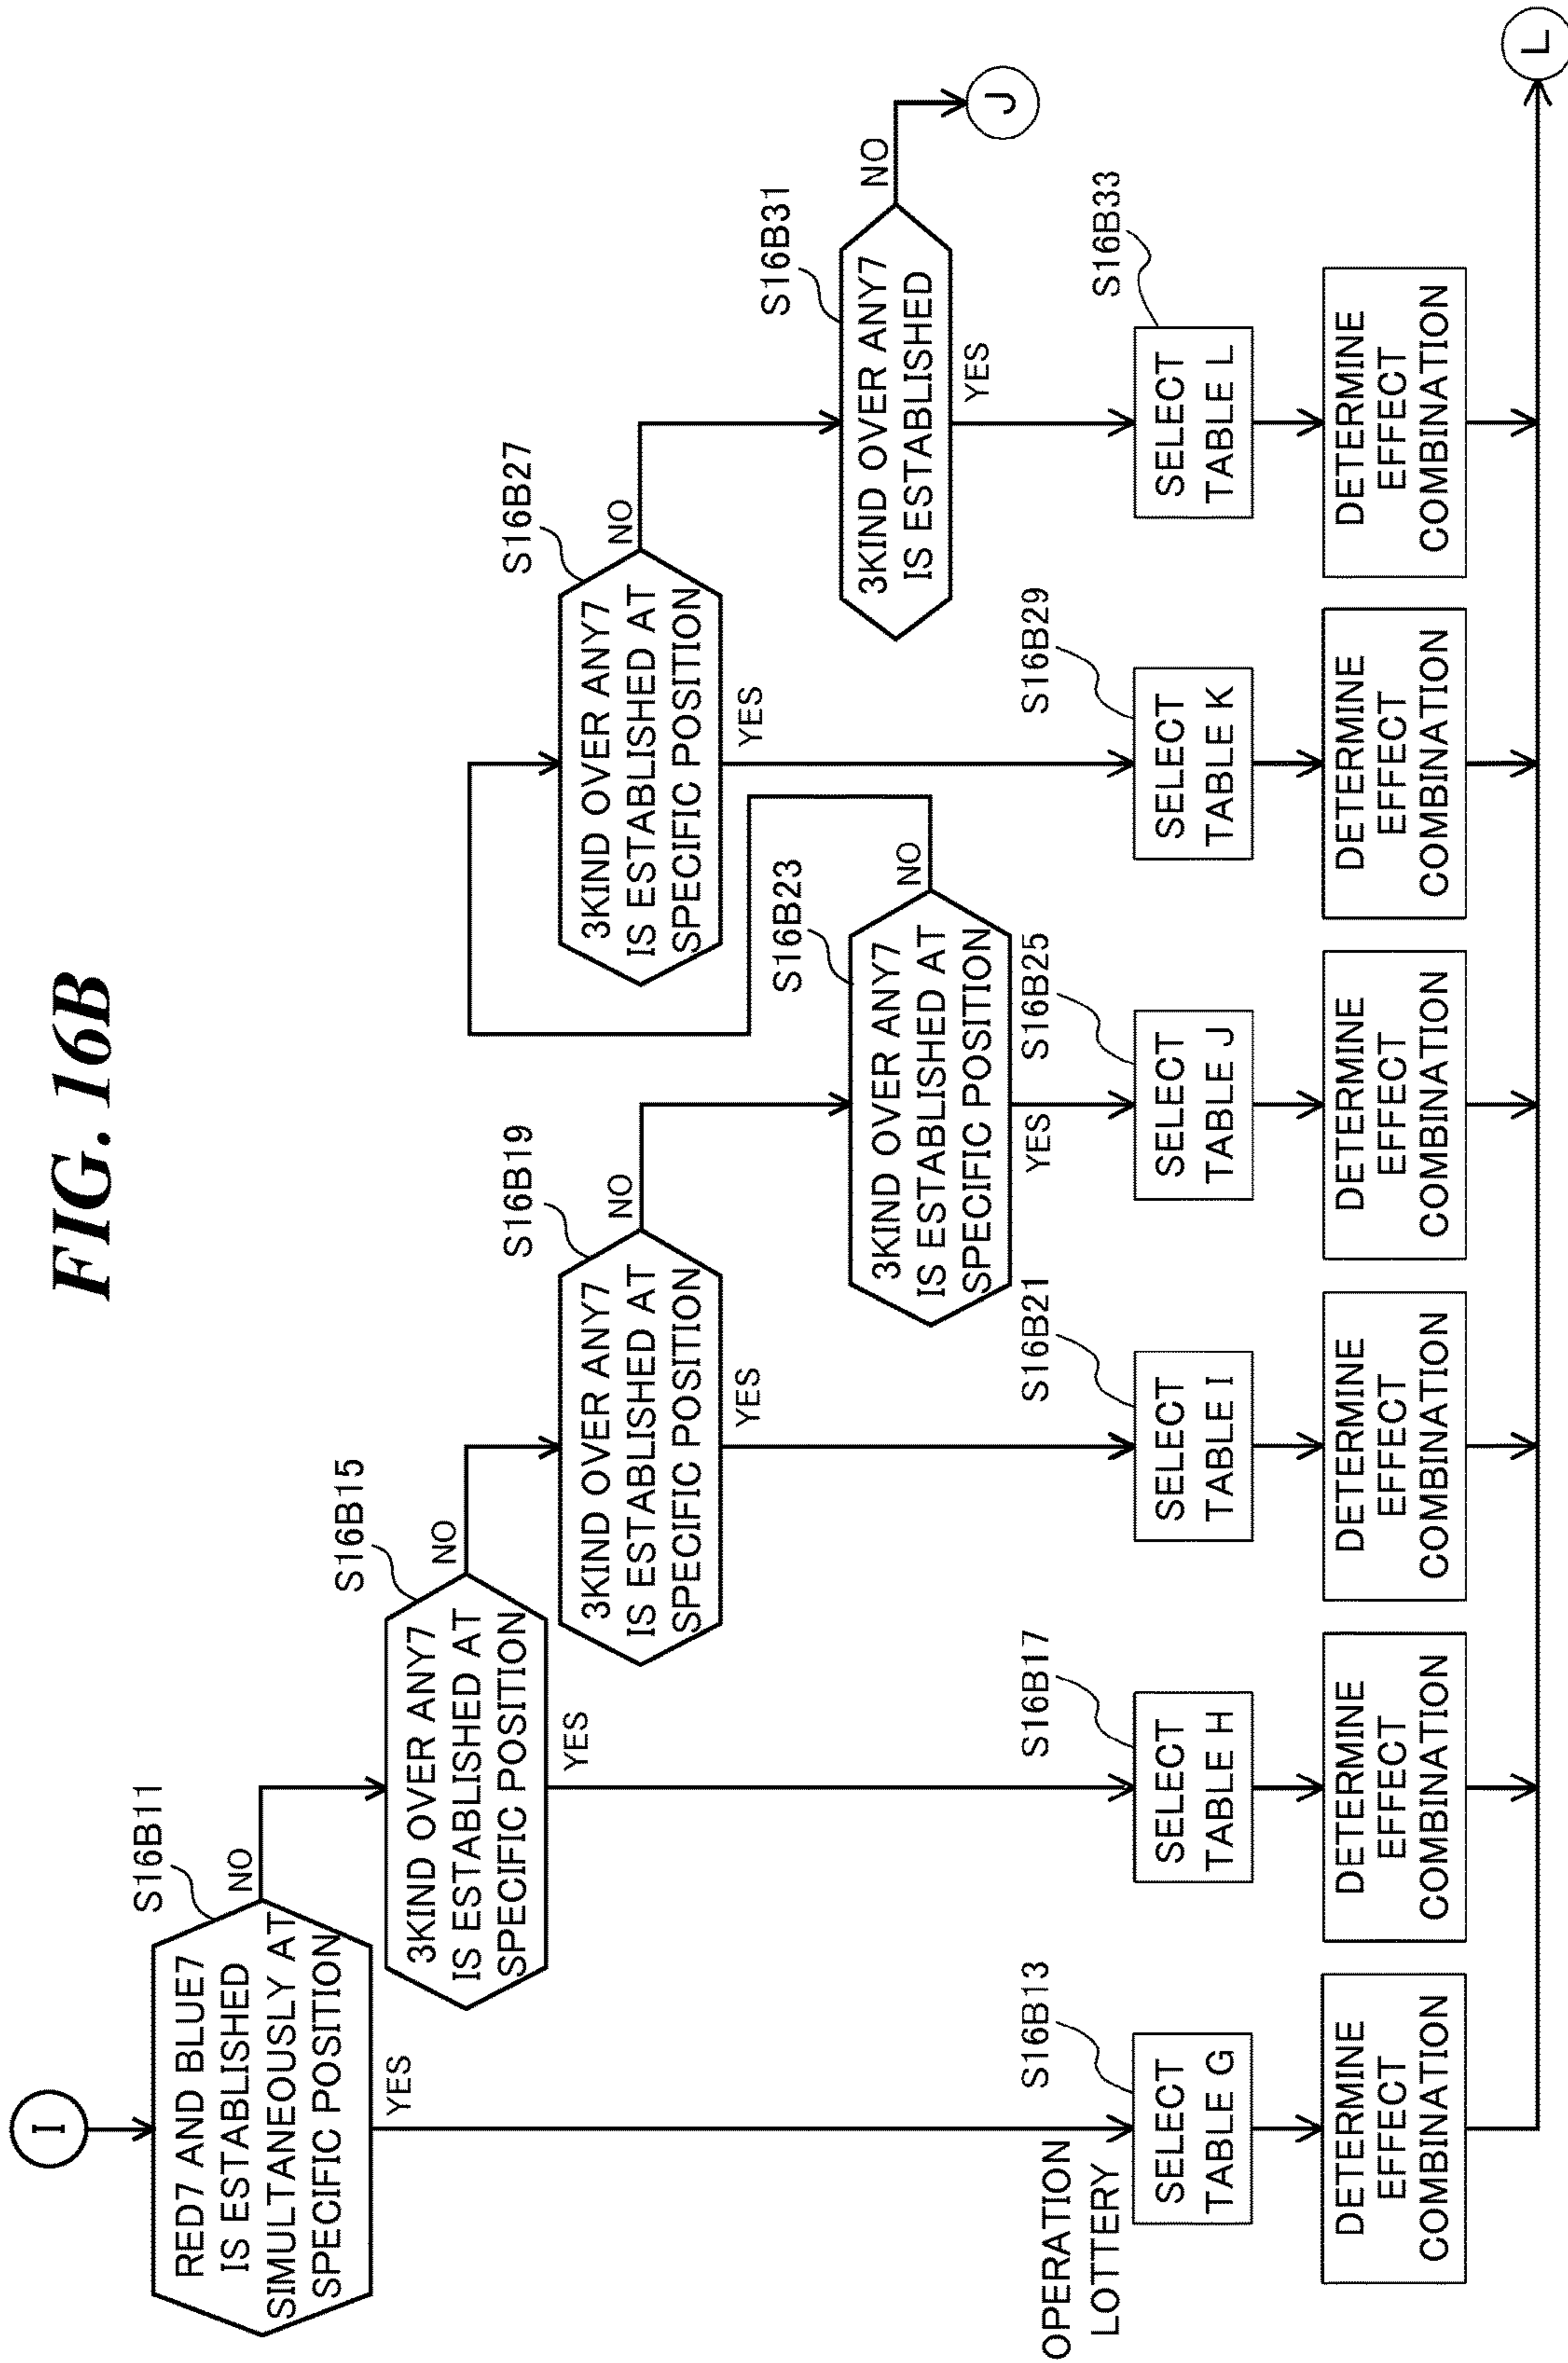 FIG. 16B
I
S16B11
RED7 AND BLUE7
IS ESTABLISHED
SIMULTANEOUSLY AT
SPECIFIC POSITION
NO
YES
S16B15
3KIND OVER ANY7
IS ESTABLISHED AT
SPECIFIC POSITION
NO
YES
S16B19
3KIND OVER ANY7
IS ESTABLISHED AT
SPECIFIC POSITION
NO
YES
S16B23
3KIND OVER ANY7
IS ESTABLISHED AT
SPECIFIC POSITION
NO
YES
S16B27
3KIND OVER ANY7
IS ESTABLISHED AT
SPECIFIC POSITION
NO
YES
S16B31
3KIND OVER ANY7
IS ESTABLISHED
NO
YES
J
OPERATION
LOTTERY
S16B13
SELECT
TABLE G
S16B17
SELECT
TABLE H
S16B21
SELECT
TABLE I
S16B25
SELECT
TABLE J
S16B29
SELECT
TABLE K
S16B33
SELECT
TABLE L
DETERMINE
EFFECT
COMBINATION
DETERMINE
EFFECT
COMBINATION
DETERMINE
EFFECT
COMBINATION
DETERMINE
EFFECT
COMBINATION
DETERMINE
EFFECT
COMBINATION
DETERMINE
EFFECT
COMBINATION
L